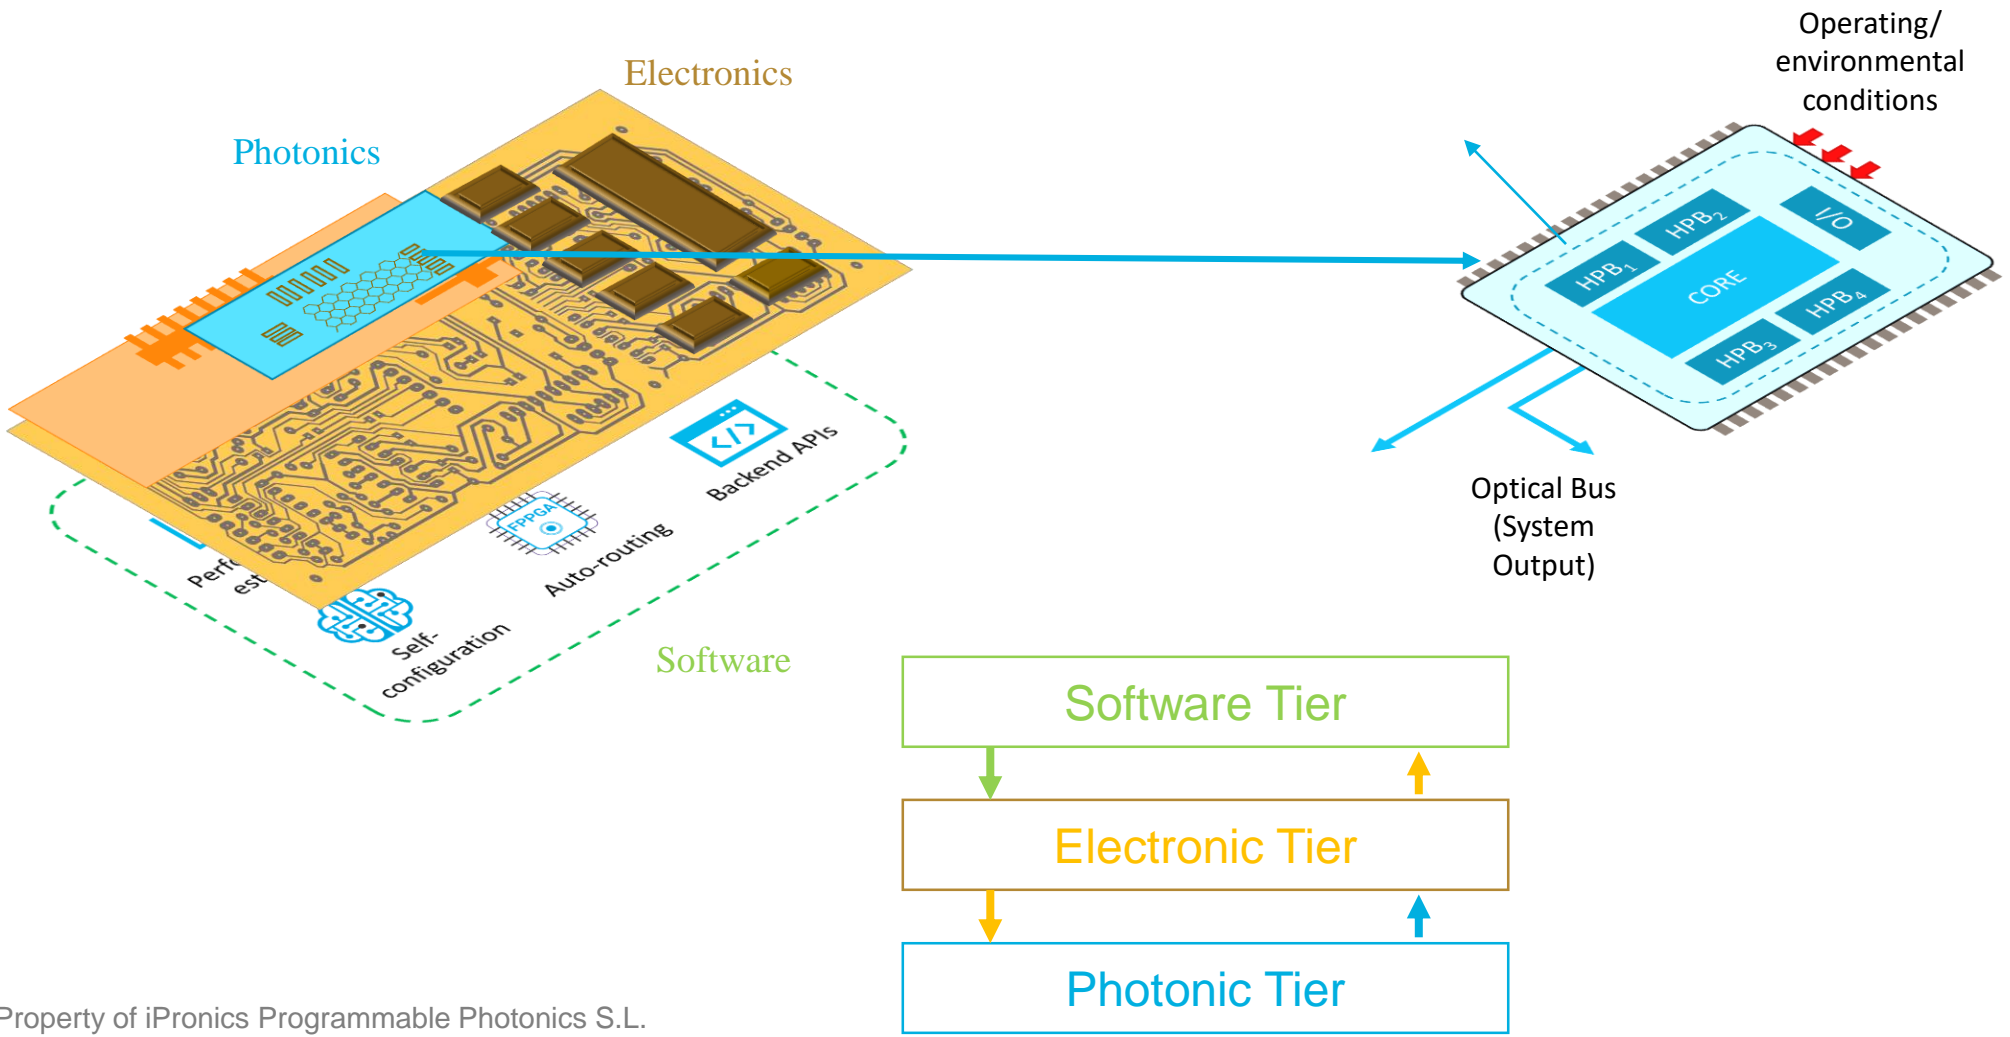 Operating/
environmental
conditions
Electronics
Photonics
HPB2
I/O
HPB1
CORE
HPB4
HPB3
Backend APIs
FPPGA
Auto-routing
Self-
configuration
Optical Bus
(System
Output)
Software
Software Tier
Electronic Tier
Photonic Tier
Property of iPronics Programmable Photonics S.L.